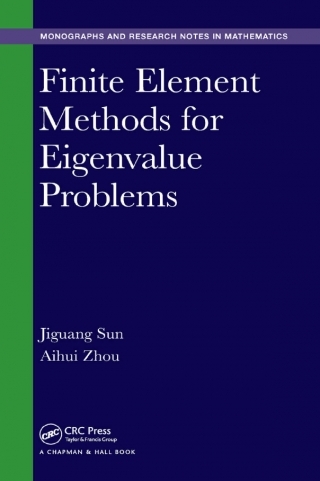 MONOGRAPHS AND RESEARCH NOTES IN MATHEMATICS
Finite Element
Methods for
Eigenvalue
Problems
Jiguang Sun
Aihui Zhou
CRC
CRC Press
Taylor & Francis Group
A CHAPMAN & HALL BOOK